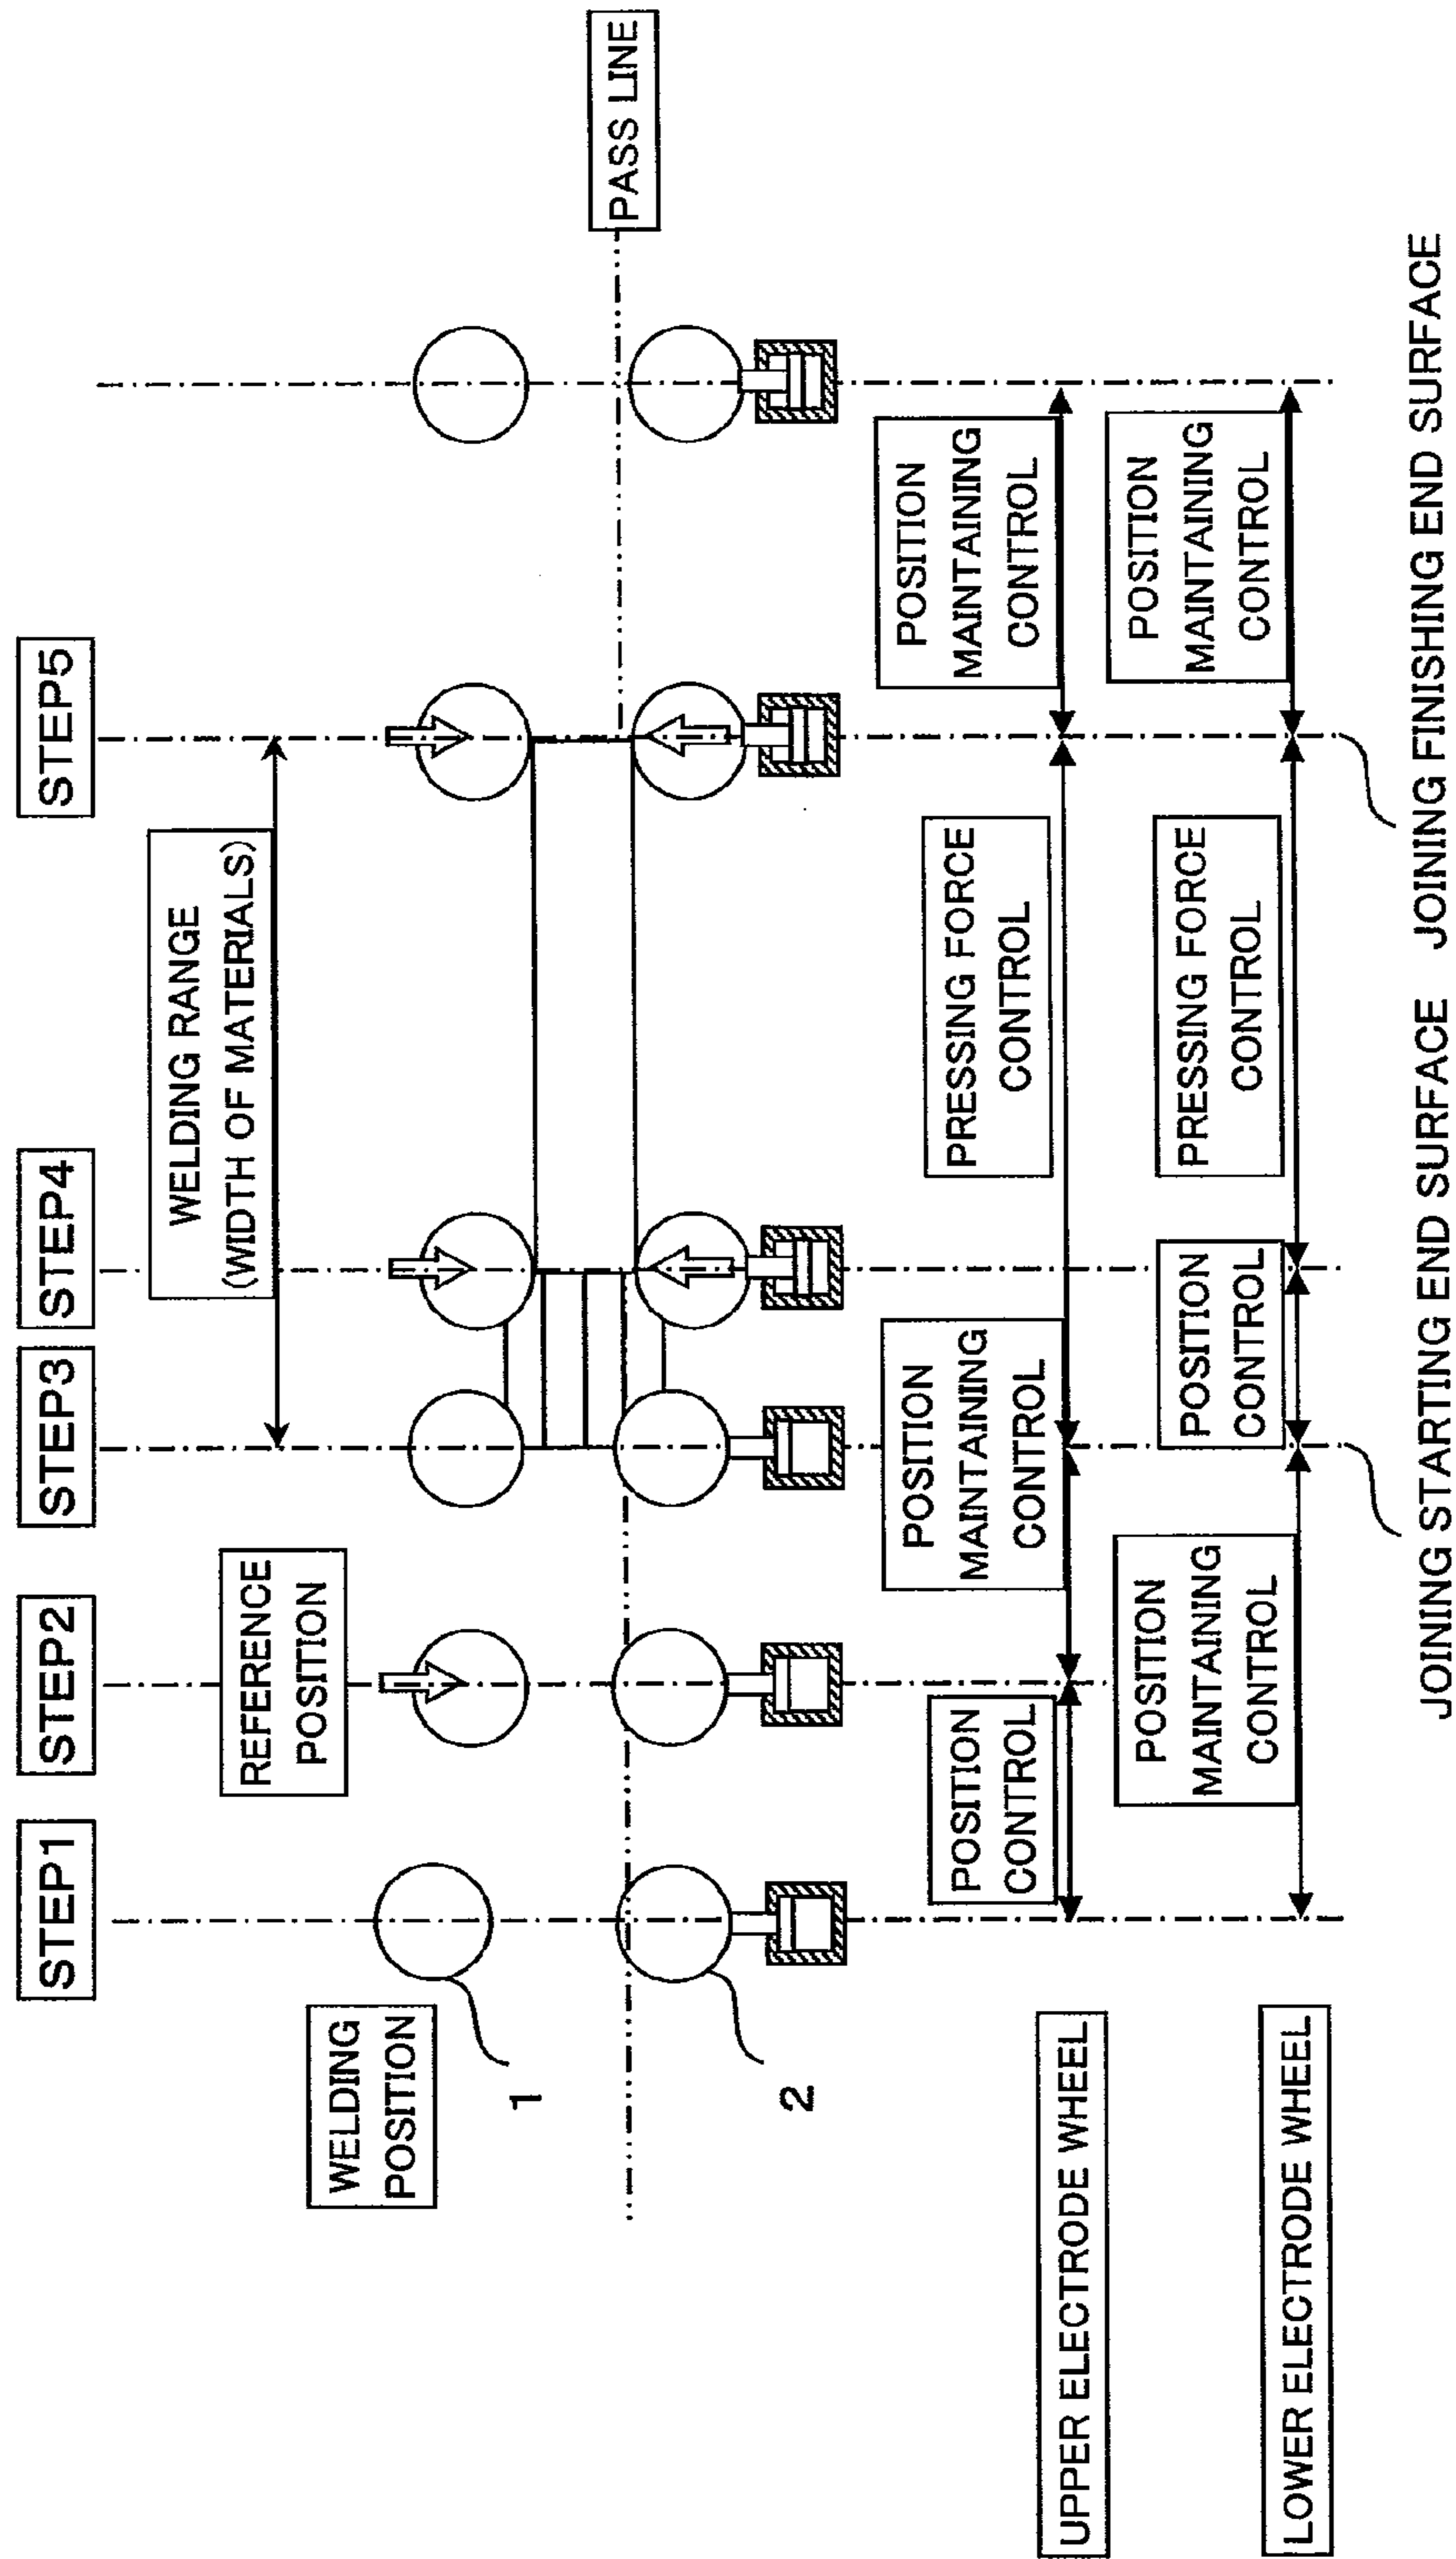 STEP1
STEP2
STEP3
STEP4
STEP5
WELDING RANGE
(WIDTH OF MATERIALS)
REFERENCE
POSITION
WELDING
POSITION
1
2
PASS LINE
UPPER ELECTRODE WHEEL
POSITION
CONTROL
POSITION
MAINTAINING
CONTROL
PRESSING FORCE
CONTROL
POSITION
MAINTAINING
CONTROL
LOWER ELECTRODE WHEEL
POSITION
MAINTAINING
CONTROL
POSITION
CONTROL
PRESSING FORCE
CONTROL
POSITION
MAINTAINING
CONTROL
JOINING STARTING END SURFACE
JOINING FINISHING END SURFACE